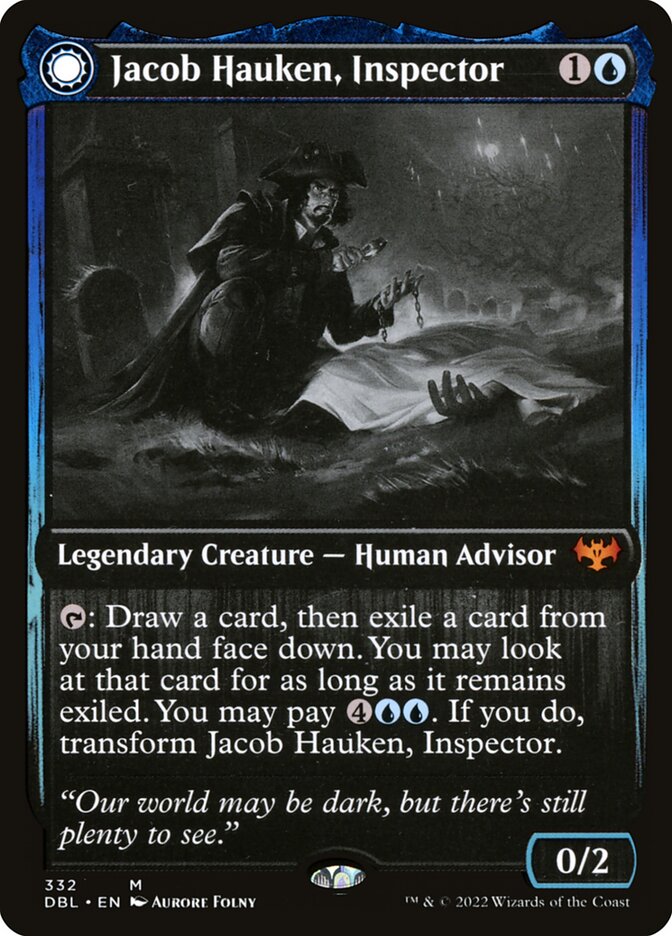 Jacob Hauken, Inspector 1
Legendary Creature — Human Advisor
: Draw a card, then exile a card from
your hand face down. You may look
at that card for as long as it remains
exiled. You may pay 4. If you do,
transform Jacob Hauken, Inspector.
“Our world may be dark, but there’s still
plenty to see.”
0/2
332 M
DBL • EN Aurore Folny
™ & © 2022 Wizards of the Coast